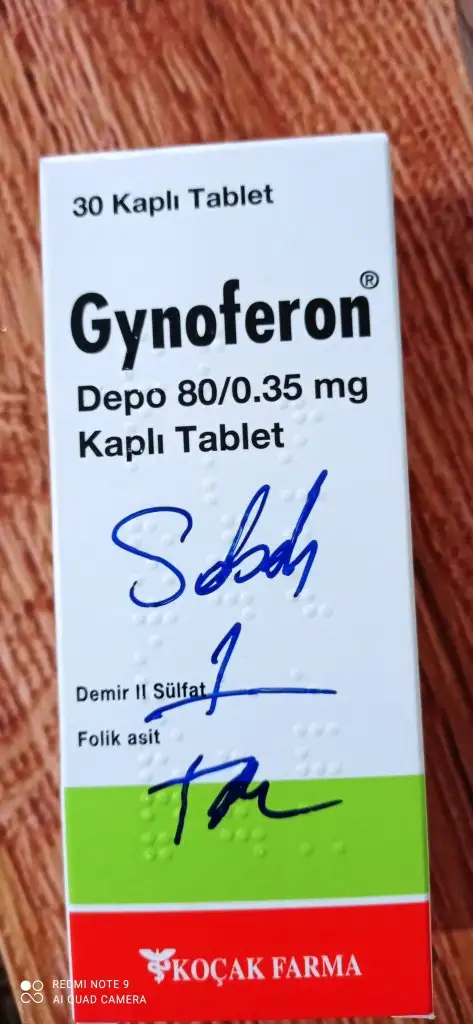 30 Kaplı Tablet
Gynoferon®
Depo 80/0.35 mg
Kaplı Tablet
Sabah
1
Demir II Sülfat
Folik asit
KOÇAK FARMA
REDMI NOTE 9
AI QUAD CAMERA